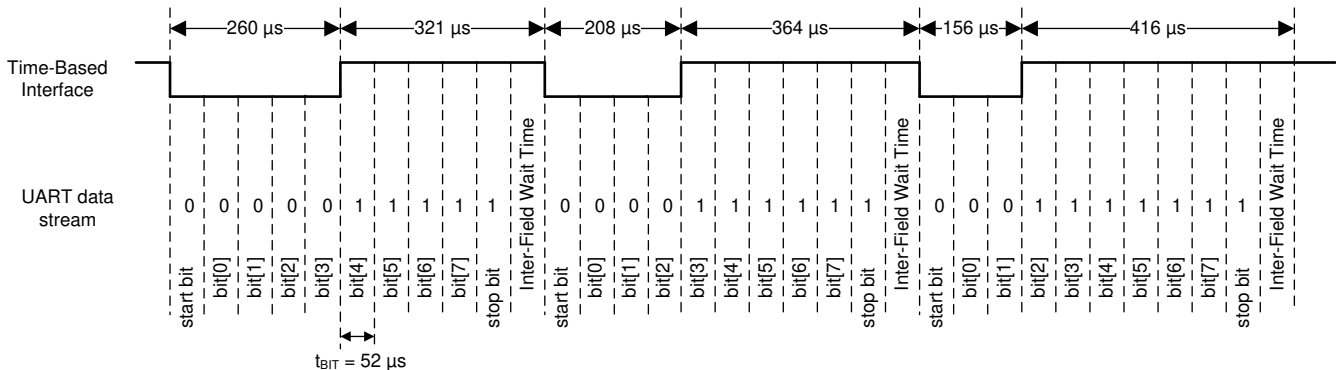 260 µs 321 µs 208 µs 364 µs 156 µs 416 µs
Time-Based
Interface
UART data
stream
0 0 0 0 0 1 1 1 1 1 0 0 0 0 1 1 1 1 1 1 0 0 0 1 1 1 1 1 1 1
start bit
bit[0]
bit[1]
bit[2]
bit[3]
bit[4]
bit[5]
bit[6]
bit[7]
stop bit
Inter-Field Wait Time
start bit
bit[0]
bit[1]
bit[2]
bit[3]
bit[4]
bit[5]
bit[6]
bit[7]
stop bit
Inter-Field Wait Time
start bit
bit[0]
bit[1]
bit[2]
bit[3]
bit[4]
bit[5]
bit[6]
bit[7]
stop bit
Inter-Field Wait Time
tBIT = 52 µs